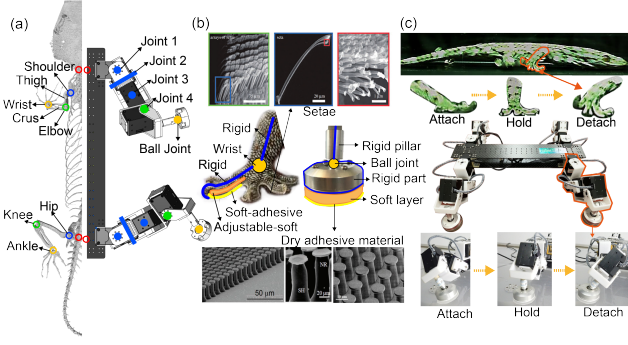 (a)
Shoulder
Thigh
Wrist
Crus
Elbow
Knee
Hip
Ankle
Joint 1
Joint 2
Joint 3
Joint 4
Ball Joint
(b)
20 μm
Setae
Rigid
Wrist
Rigid
Soft-adhesive
Adjustable-soft
Rigid pillar
Ball joint
Rigid part
Soft layer
Dry adhesive material
50 μm
SH
NR
20 μm
(c)
Attach
Hold
Detach
Attach
Hold
Detach